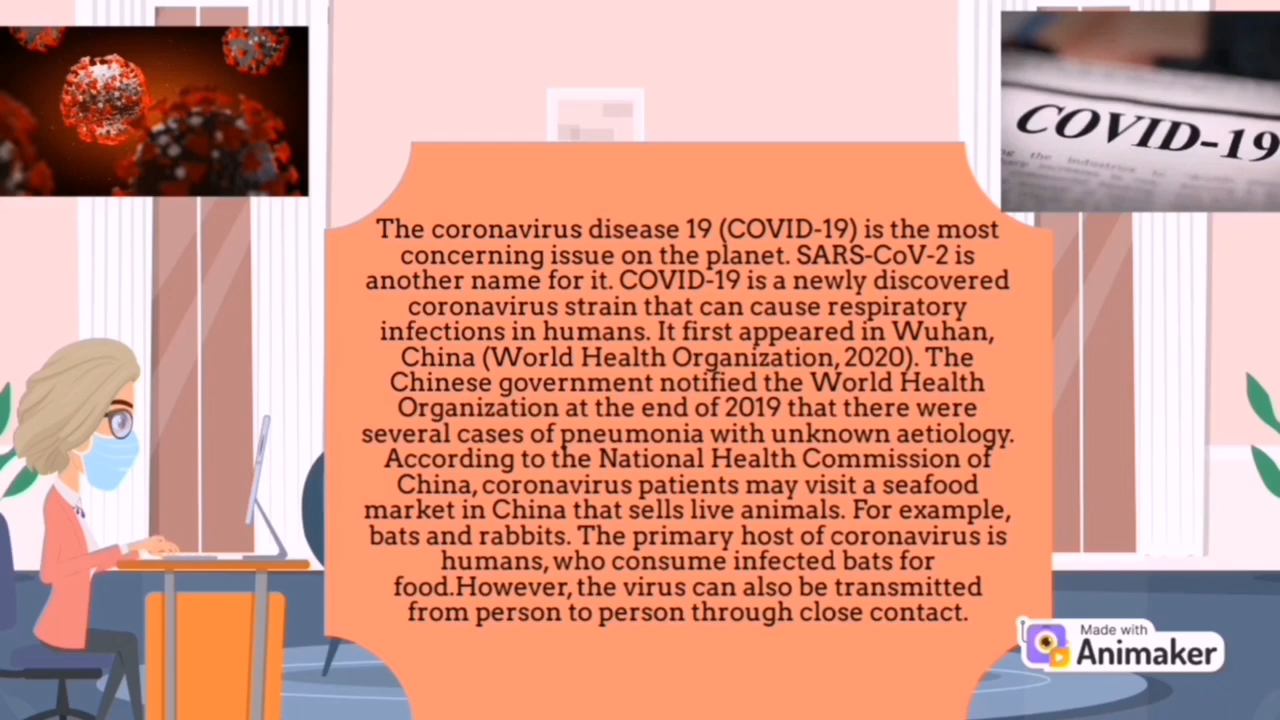 COVID-19
The coronavirus disease 19 (COVID-19) is the most
concerning issue on the planet. SARS-CoV-2 is
another name for it. COVID-19 is a newly discovered
coronavirus strain that can cause respiratory
infections in humans. It first appeared in Wuhan,
China (World Health Organization, 2020). The
Chinese government notified the World Health
Organization at the end of 2019 that there were
several cases of pneumonia with unknown aetiology.
According to the National Health Commission of
China, coronavirus patients may visit a seafood
market in China that sells live animals. For example,
bats and rabbits. The primary host of coronavirus is
humans, who consume infected bats for
food.However, the virus can also be transmitted
from person to person through close contact.
Made with
Animaker